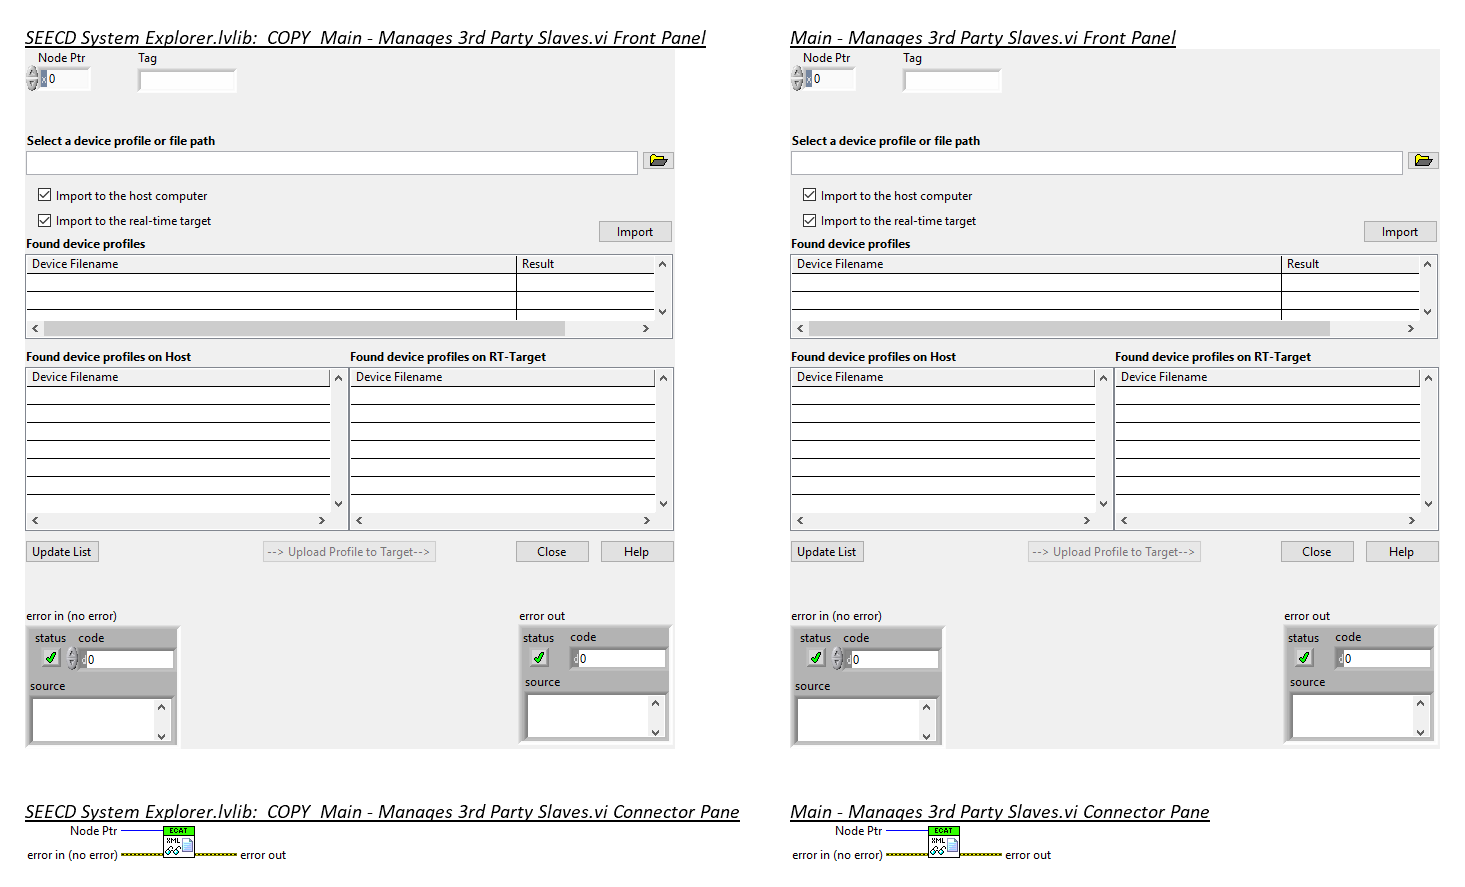 SEECD System Explorer.lvlib:  COPY  Main - Manages 3rd Party Slaves.vi Front Panel
Node Ptr Tag
x 0
Select a device profile or file path
Import to the host computer
Import to the real-time target
Import
Found device profiles
Device Filename Result
Found device profiles on Host Found device profiles on RT-Target
Device Filename Device Filename
Update List --> Upload Profile to Target--> Close Help
error in (no error) error out
status code status code
d 0 d 0
source source
SEECD System Explorer.lvlib:  COPY  Main - Manages 3rd Party Slaves.vi Connector Pane
Node Ptr ECAT
XML
error in (no error) error out
Main - Manages 3rd Party Slaves.vi Front Panel
Node Ptr Tag
x 0
Select a device profile or file path
Import to the host computer
Import to the real-time target
Import
Found device profiles
Device Filename Result
Found device profiles on Host Found device profiles on RT-Target
Device Filename Device Filename
Update List --> Upload Profile to Target--> Close Help
error in (no error) error out
status code status code
d 0 d 0
source source
Main - Manages 3rd Party Slaves.vi Connector Pane
Node Ptr ECAT
XML
error in (no error) error out